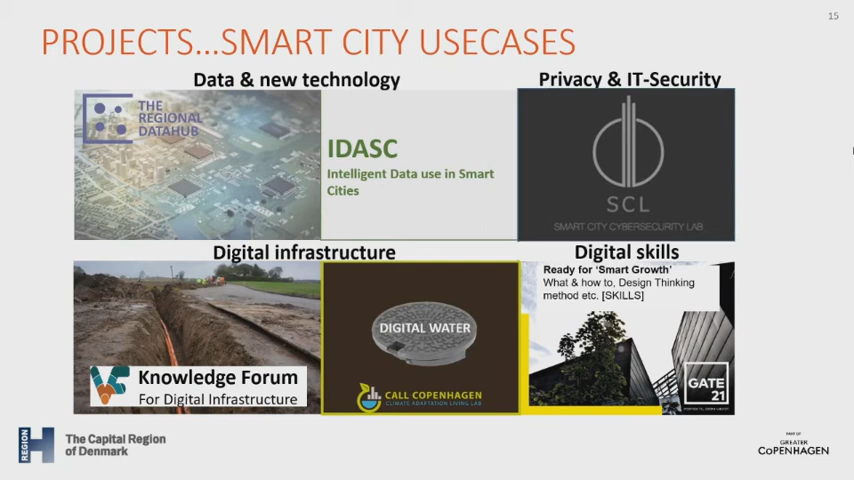 15
PROJECTS...SMART CITY USECASES
Data & new technology
Privacy & IT-Security
THE
REGIONAL
DATAHUB
IDASC
Intelligent Data use in Smart
Cities
SCL
SMART CITY CYBERSECURITY LAB
Digital infrastructure
Digital skills
Knowledge Forum
For Digital Infrastructure
DIGITAL WATER
CALL COPENHAGEN
CLIMATE ADAPTATION LIVING LAB
Ready for ‘Smart Growth’
What & how to, Design Thinking
method etc. [SKILLS]
GATE
21
REGION
H
The Capital Region
of Denmark
PART OF
GREATER
COPENHAGEN